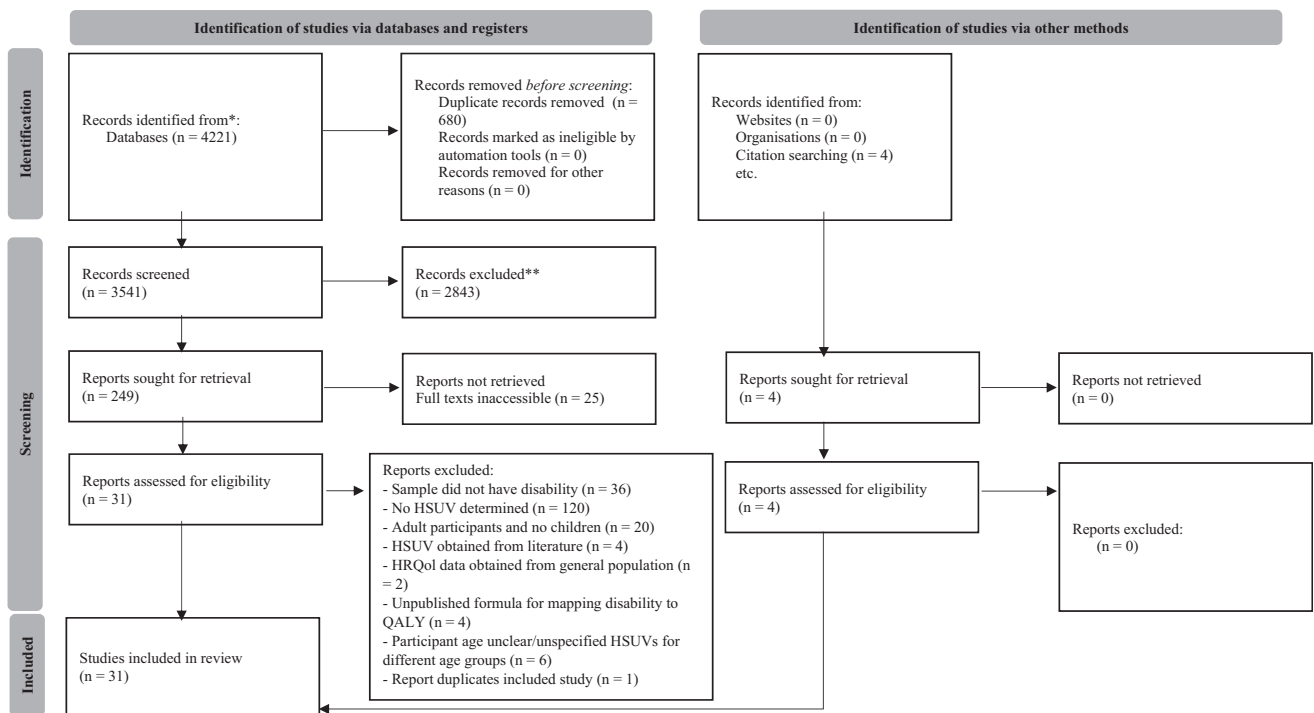 Identification of studies via databases and registers
Identification of studies via other methods
Identification
Records identified from*:
Databases (n = 4221)
Records removed before screening:
Duplicate records removed (n =
680)
Records marked as ineligible by
automation tools (n = 0)
Records removed for other
reasons (n = 0)
Records identified from:
Websites (n = 0)
Organisations (n = 0)
Citation searching (n = 4)
etc.
Screening
Records screened
(n = 3541)
Records excluded**
(n = 2843)
Reports sought for retrieval
(n = 249)
Reports not retrieved
Full texts inaccessible (n = 25)
Reports sought for retrieval
(n = 4)
Reports not retrieved
(n = 0)
Reports assessed for eligibility
(n = 31)
Reports excluded:
- Sample did not have disability (n = 36)
- No HSUV determined (n = 120)
- Adult participants and no children (n = 20)
- HSUV obtained from literature (n = 4)
- HRQol data obtained from general population (n
= 2)
- Unpublished formula for mapping disability to
QALY (n = 4)
- Participant age unclear/unspecified HSUVs for
different age groups (n = 6)
- Report duplicates included study (n = 1)
Reports assessed for eligibility
(n = 4)
Reports excluded:
(n = 0)
Included
Studies included in review
(n = 31)